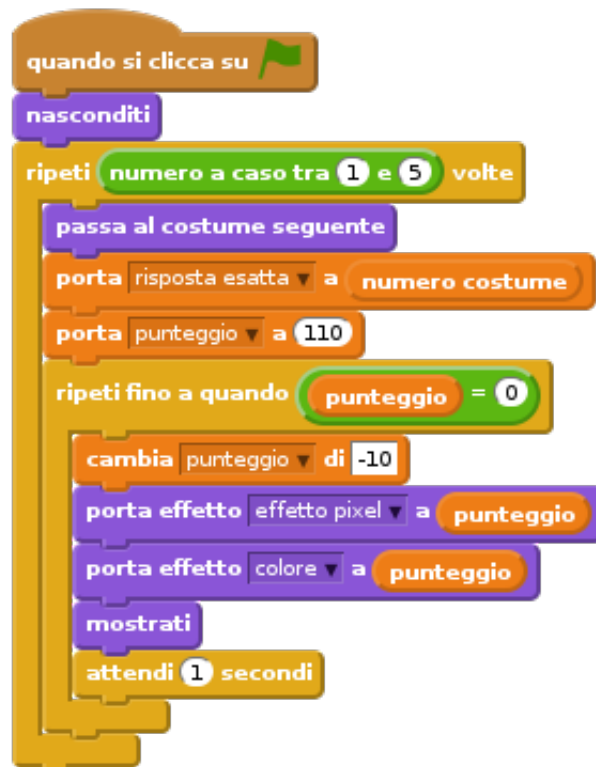 quando si clicca su
nasconditi
ripeti numero a caso tra 1 e 5 volte
passa al costume seguente
porta risposta esatta a numero costume
porta punteggio a 110
ripeti fino a quando punteggio = 0
cambia punteggio di -10
porta effetto effetto pixel a punteggio
porta effetto colore a punteggio
mostrati
attendi 1 secondi